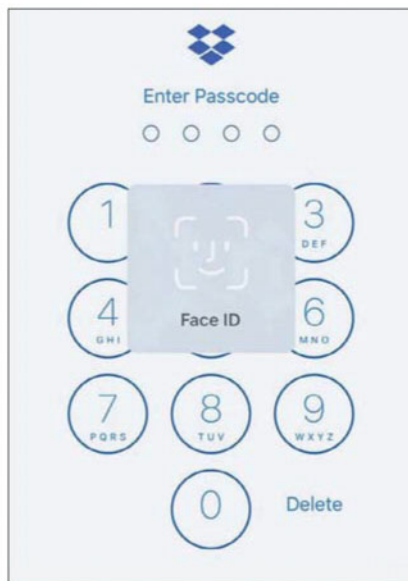 Enter Passcode
1 3
DEF
Face ID
4 6
GHI MNO
7 8 9
PQRS TUV WXYZ
0 Delete